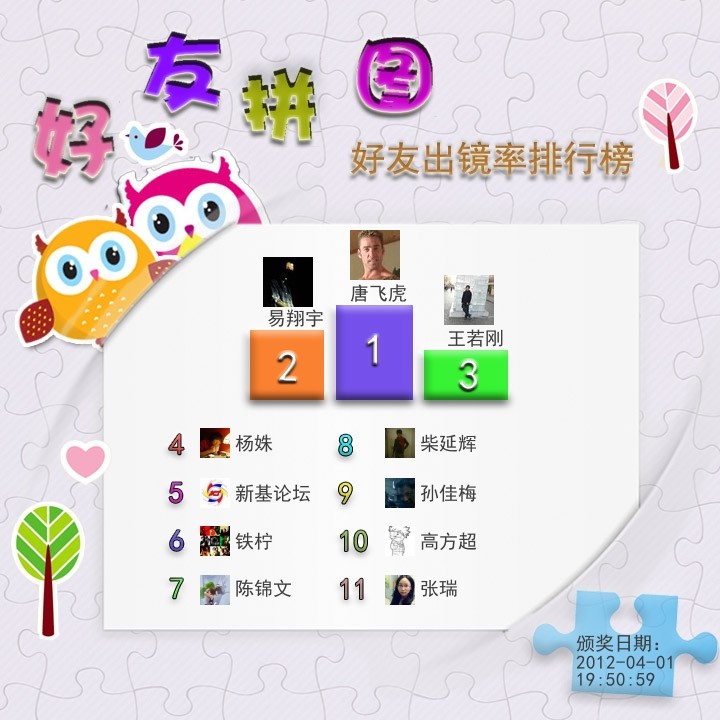 好友拼图
好友出镜率排行榜
唐飞虎
易翔宇
王若刚
1
2
3
4 杨姝
8 柴延辉
5 新基论坛
9 孙佳梅
6 铁柠
10 高方超
7 陈锦文
11 张瑞
颁奖日期：
2012-04-01
19:50:59